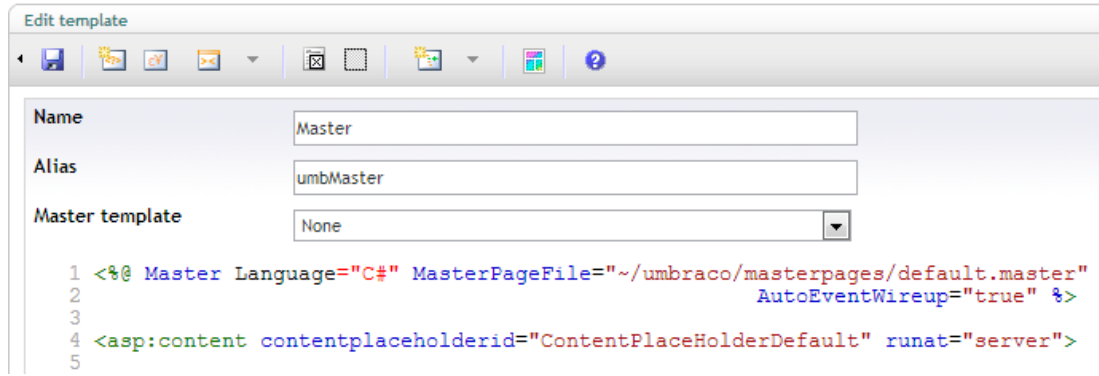 Edit template
Name
Master
Alias
umbMaster
Master template
None
1 <%@ Master Language="C#" MasterPageFile="~/umbraco/masterpages/default.master"
2 AutoEventWireup="true" %>
3
4 <asp:content contentplaceholderid="ContentPlaceHolderDefault" runat="server">
5